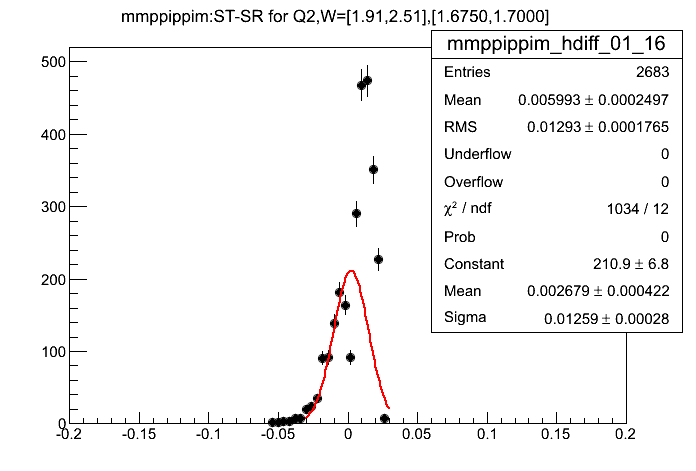 mmppippim:ST-SR for Q2,W=[1.91,2.51],[1.6750,1.7000]
mmppippim_hdiff_01_16
Entries 2683
Mean 0.005993 ± 0.0002497
RMS 0.01293 ± 0.0001765
Underflow 0
Overflow 0
χ² / ndf 1034 / 12
Prob 0
Constant 210.9 ± 6.8
Mean 0.002679 ± 0.000422
Sigma 0.01259 ± 0.00028
500
400
300
200
100
0
-0.2 -0.15 -0.1 -0.05 0 0.05 0.1 0.15 0.2